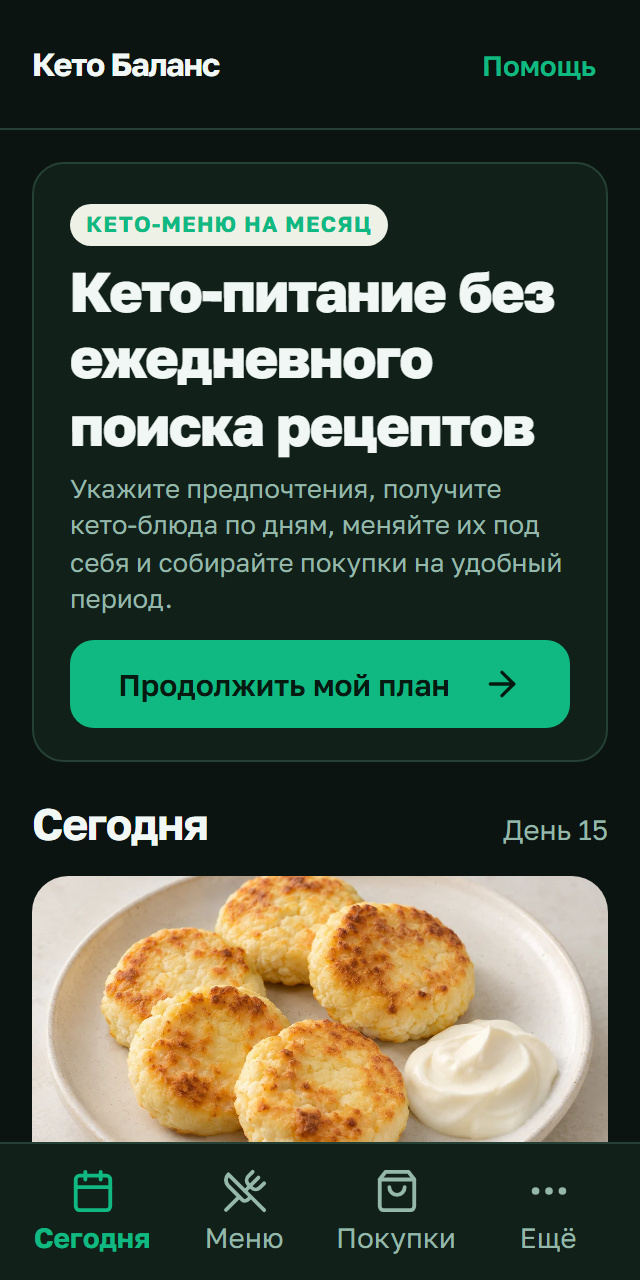 Кето Баланс
Помощь
КЕТО-МЕНЮ НА МЕСЯЦ
Кето-питание без
ежедневного
поиска рецептов
Укажите предпочтения, получите
кето-блюда по дням, меняйте их под
себя и собирайте покупки на удобный
период.
Продолжить мой план
Сегодня
День 15
Сегодня
Меню
Покупки
Ещё